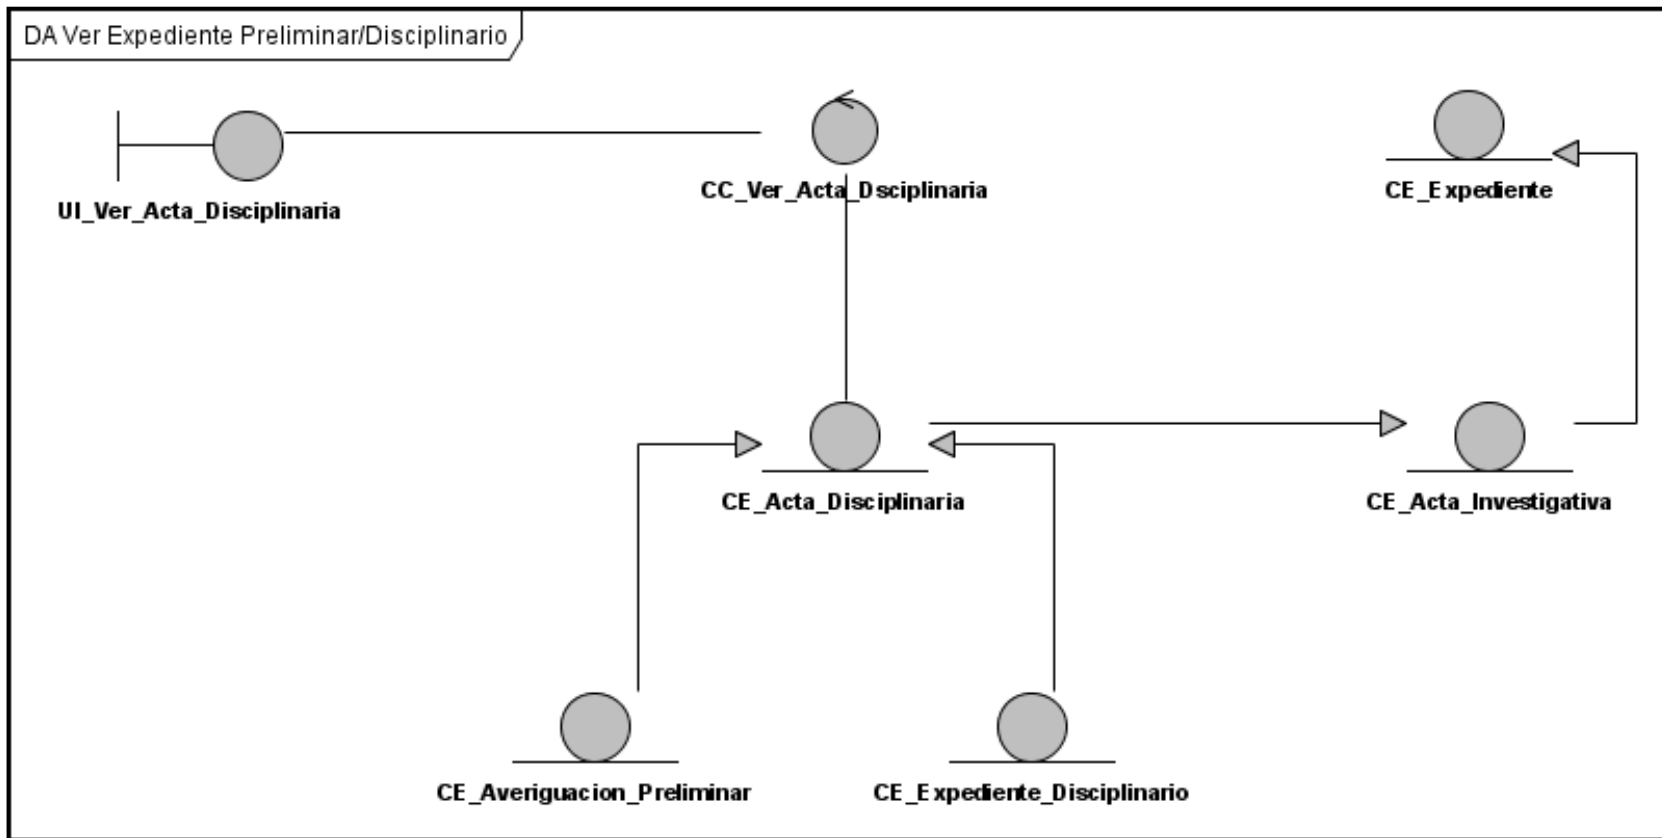 DA Ver Expediente Preliminar/Disciplinario
UI_Ver_Acta_Disciplinaria
CC_Ver_Acta_Dsciplinaria
CE_Expediente
CE_Acta_Disciplinaria
CE_Acta_Investigativa
CE_Averiguacion_Preliminar
CE_Expediente_Disciplinario